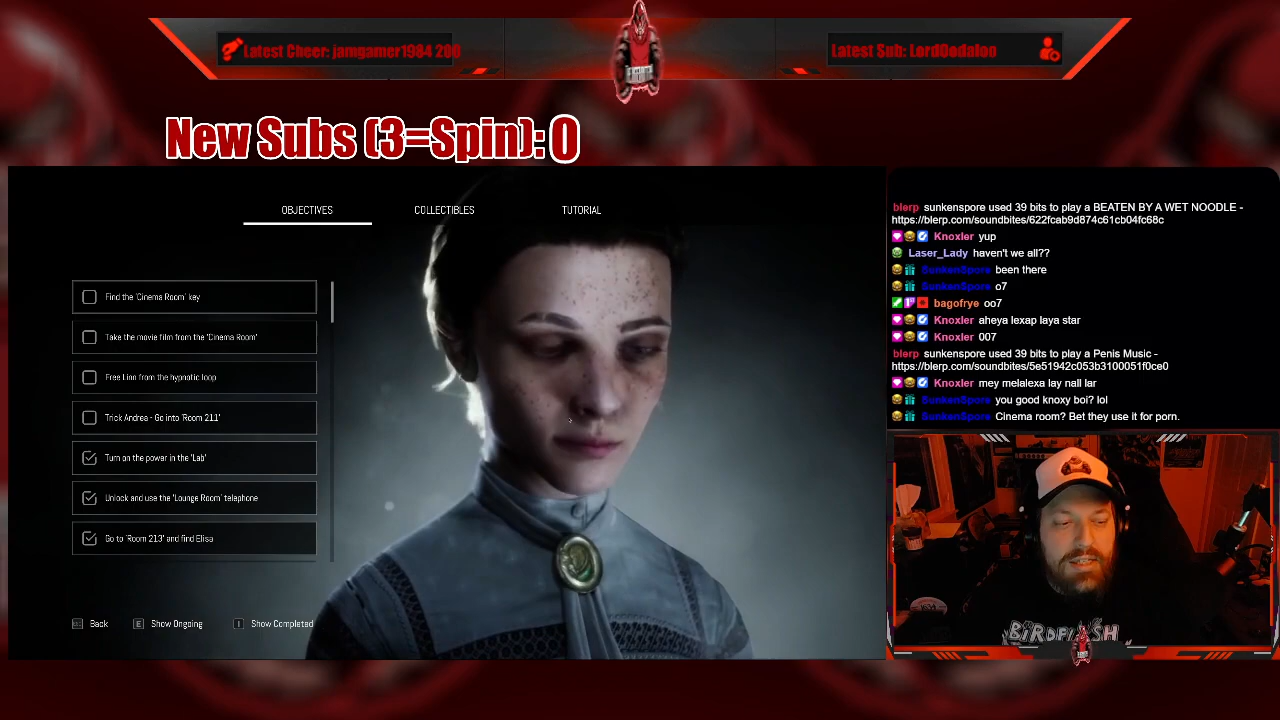 Latest Cheer: jamgamer1984 200
Latest Sub: LordOodaloo
New Subs (3=Spin): 0
OBJECTIVES
COLLECTIBLES
TUTORIAL
Find the 'Cinema Room' key
Take the movie film from the 'Cinema Room'
Free Linn from the hypnotic loop
Trick Andrea - Go into 'Room 211'
Turn on the power in the 'Lab'
Unlock and use the 'Lounge Room' telephone
Go to 'Room 213' and find Elisa
Back
E Show Ongoing
Show Completed
blerp sunkenspore used 39 bits to play a BEATEN BY A WET NOODLE -
https://blerp.com/soundbites/622fcab9d874c61cb04fc68c
Knoxler yup
Laser_Lady haven't we all??
SunkenSpore been there
SunkenSpore o7
bagofrye oo7
Knoxler aheya lexap laya star
Knoxler 007
blerp sunkenspore used 39 bits to play a Penis Music -
https://blerp.com/soundbites/5e51942c053b3100051f0ce0
Knoxler mey melalexa lay nall lar
SunkenSpore you good knoxy boi? lol
SunkenSpore Cinema room? Bet they use it for porn.
BIRDFLESH